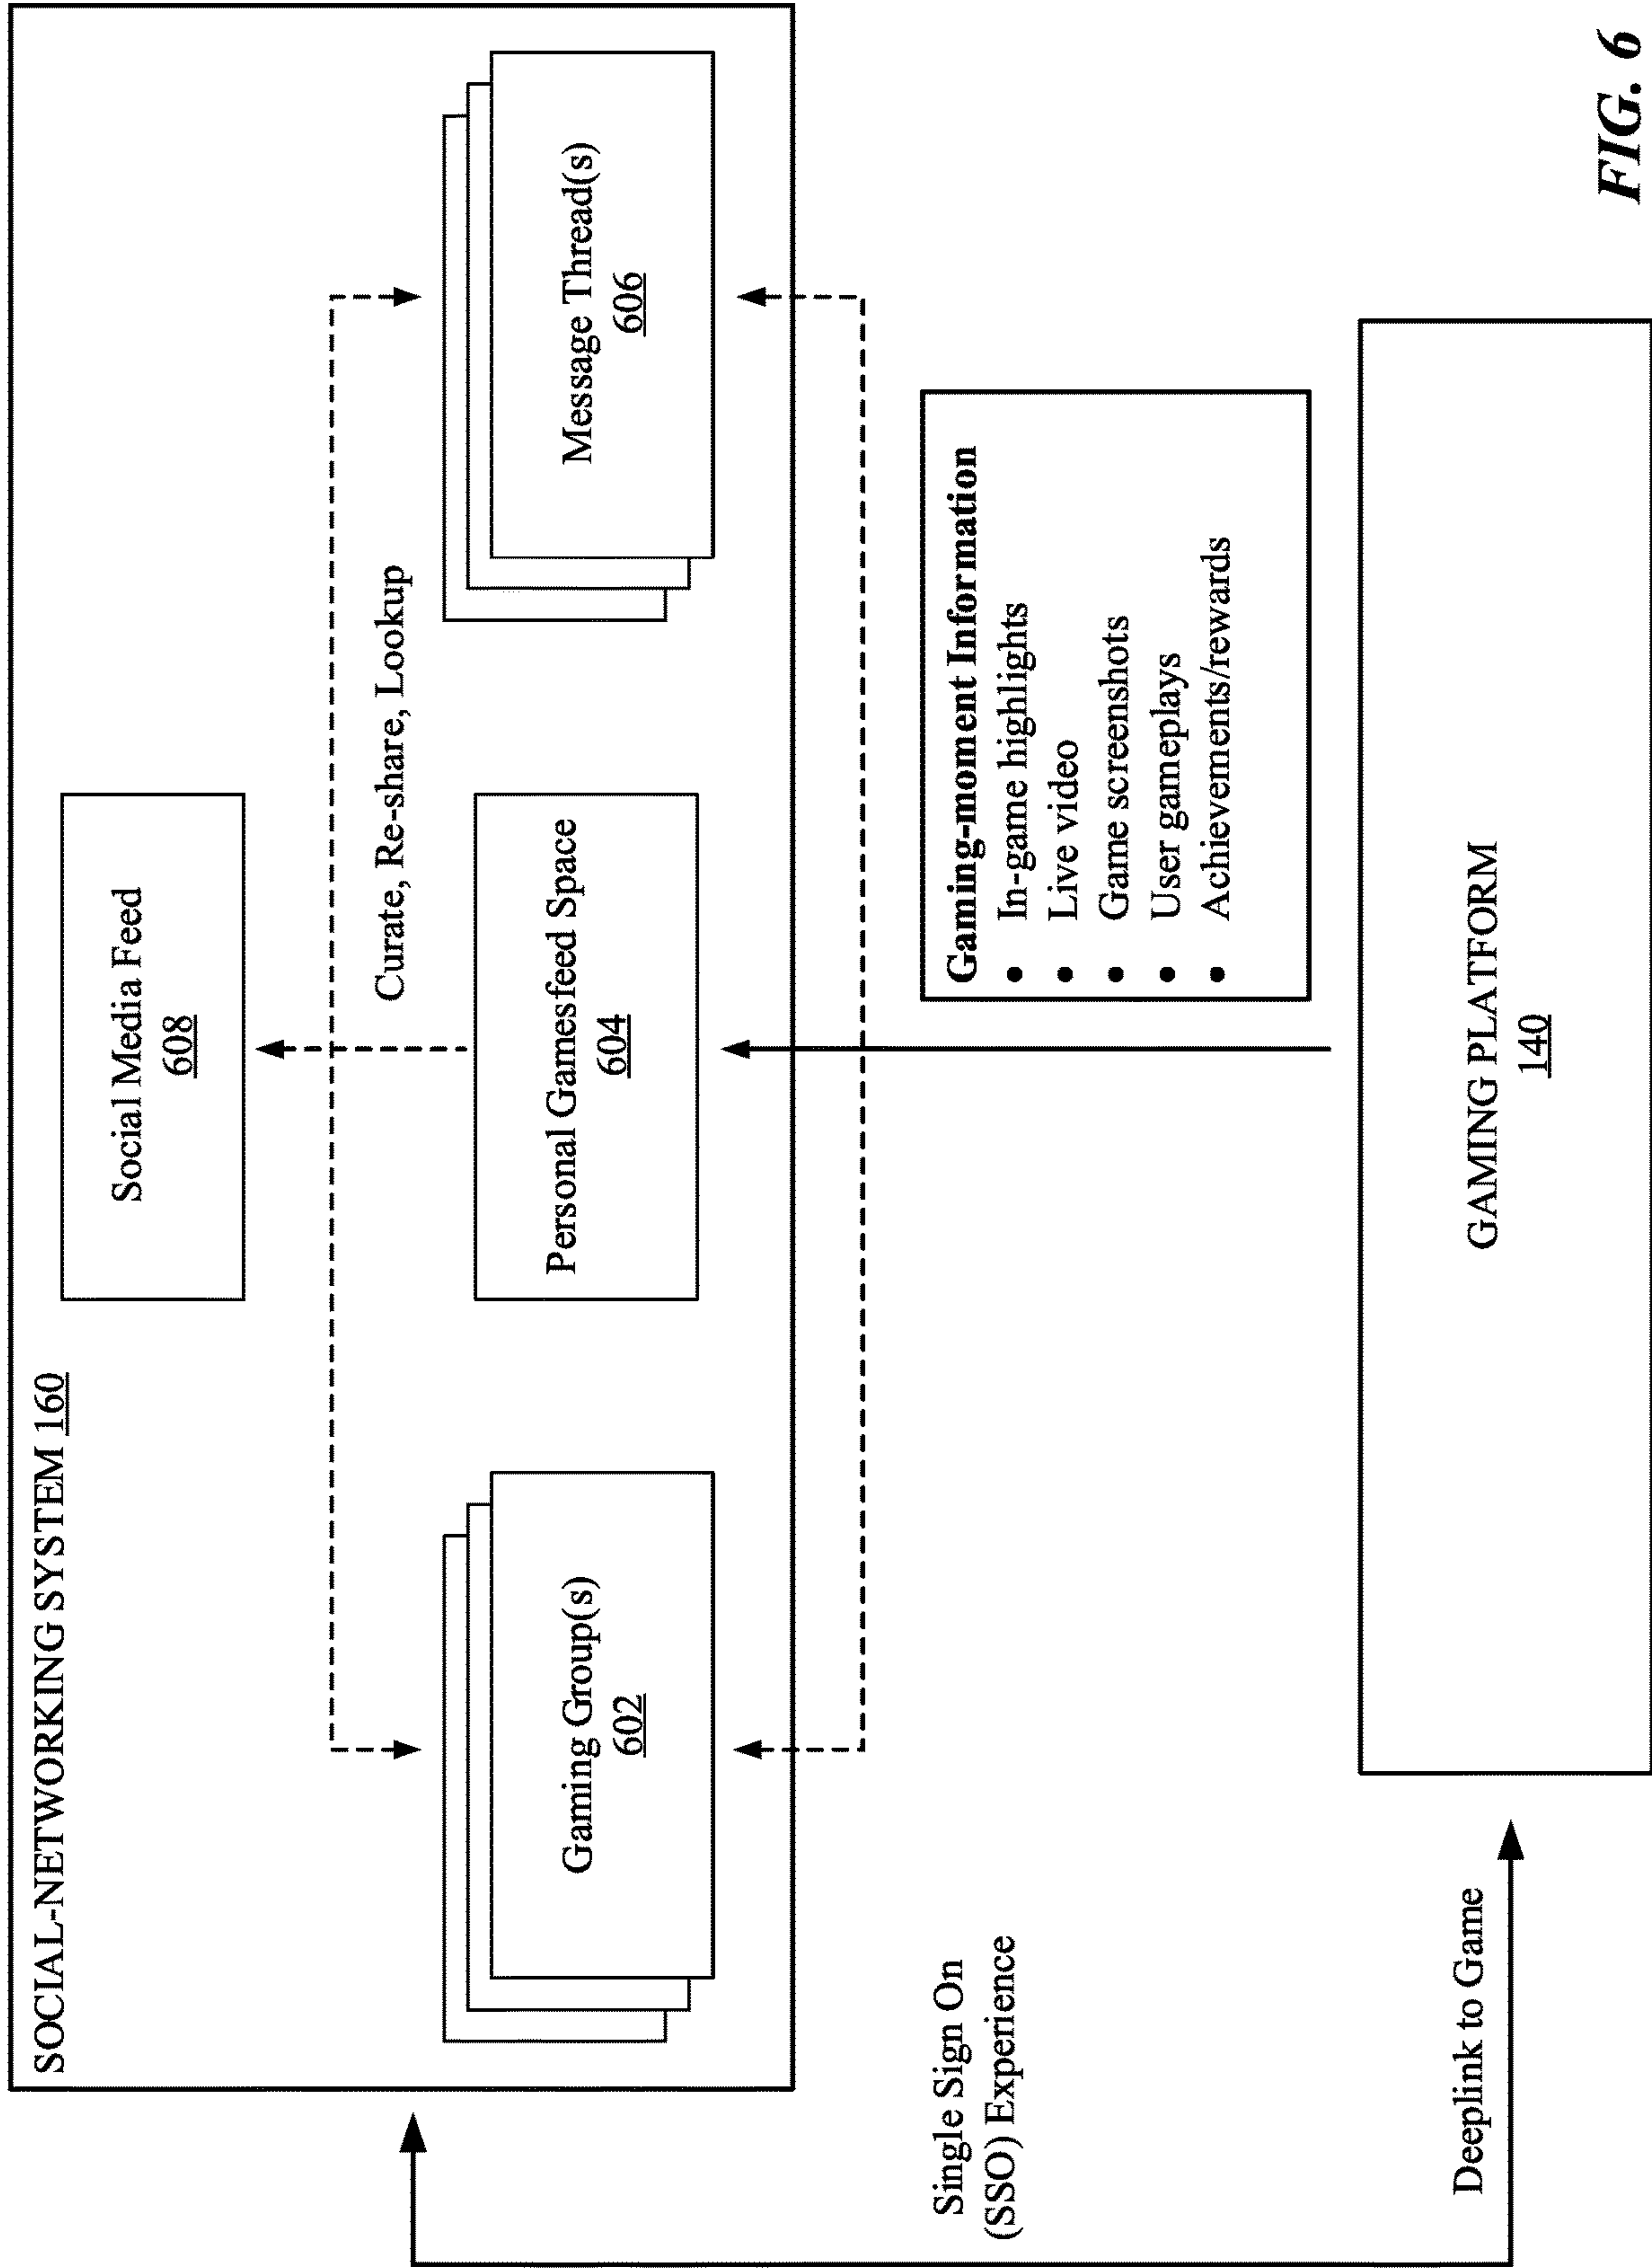 SOCIAL-NETWORKING SYSTEM 160
Social Media Feed
608
Curate, Re-share, Lookup
Gaming Group(s)
602
Personal Gamesfeed Space
604
Message Thread(s)
606
Single Sign On
(SSO) Experience
Gaming-moment Information
• In-game highlights
• Live video
• Game screenshots
• User gameplays
• Achievements/rewards
Deeplink to Game
GAMING PLATFORM
140
FIG. 6